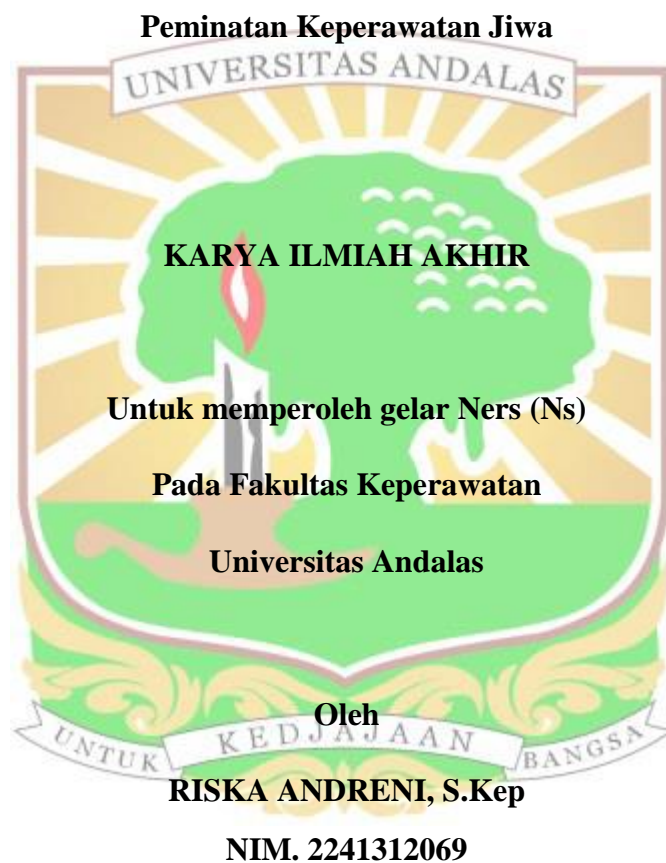 Peminatan Keperawatan Jiwa
UNIVERSITAS ANDALAS
KARYA ILMIAH AKHIR
Untuk memperoleh gelar Ners (Ns)
Pada Fakultas Keperawatan
Universitas Andalas
Oleh
UNTUK KEDJAJAAN BANGSA
RISKA ANDRENI, S.Kep
NIM. 2241312069